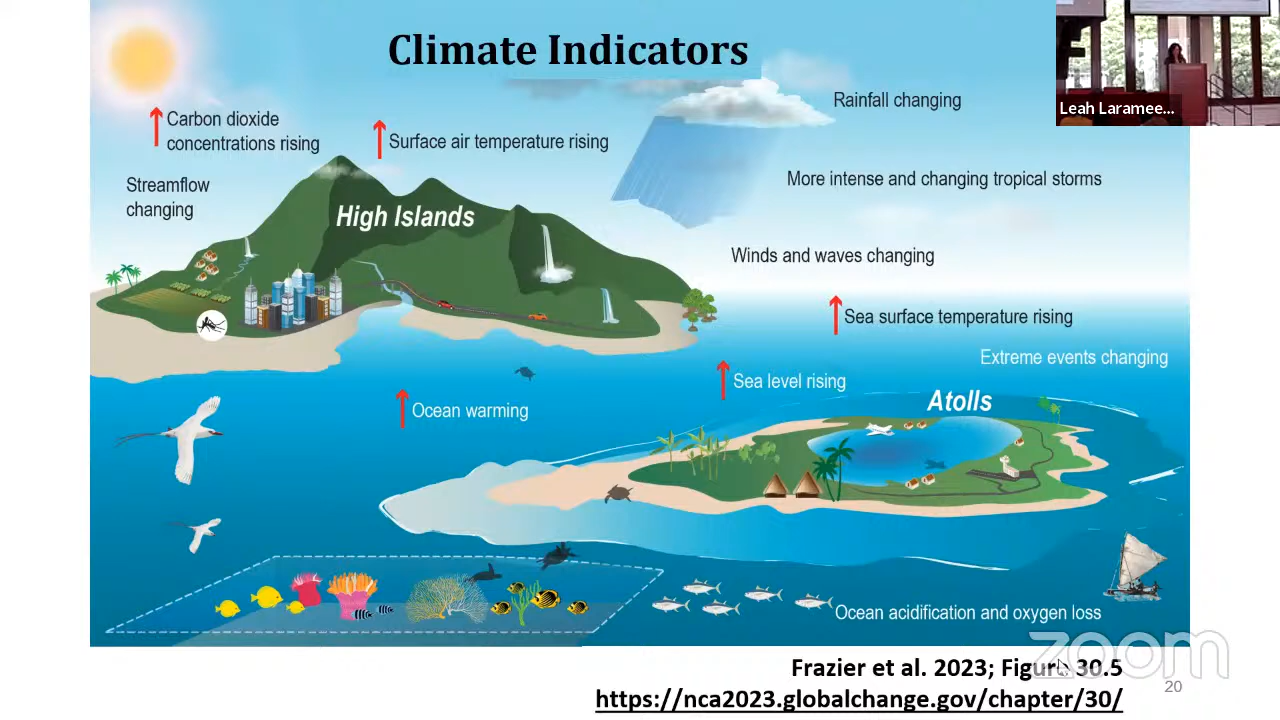 Climate Indicators
Leah Laramee...
Rainfall changing
Carbon dioxide
concentrations rising
Surface air temperature rising
More intense and changing tropical storms
Streamflow
changing
High Islands
Winds and waves changing
Sea surface temperature rising
Extreme events changing
Sea level rising
Atolls
Ocean warming
Ocean acidification and oxygen loss
zoom
Frazier et al. 2023; Figure 30.5
20
https://nca2023.globalchange.gov/chapter/30/